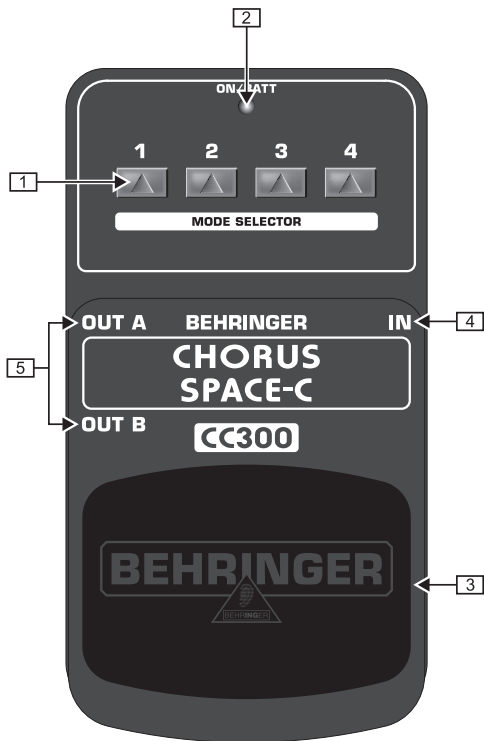 2
ON/BATT
1 2 3 4
1
MODE SELECTOR
OUT A BEHRINGER IN
4
CHORUS
SPACE-C
5
OUT B
CC300
BEHRINGER
3
BEHRINGER